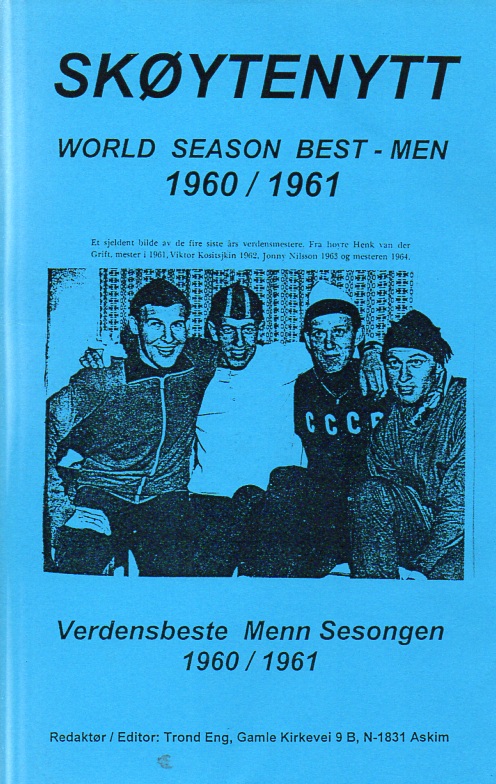 SKØYTENYTT
WORLD SEASON BEST - MEN
1960 / 1961
Et sjeldent bilde av de fire siste års verdensmestere. Fra høyre Henk van der
Grift, mester i 1961, Viktor Kositsjkin 1962, Jonny Nilsson 1963 og mesteren 1964.
CCCP
Verdensbeste Menn Sesongen
1960 / 1961
Redaktør / Editor: Trond Eng, Gamle Kirkevei 9 B, N-1831 Askim